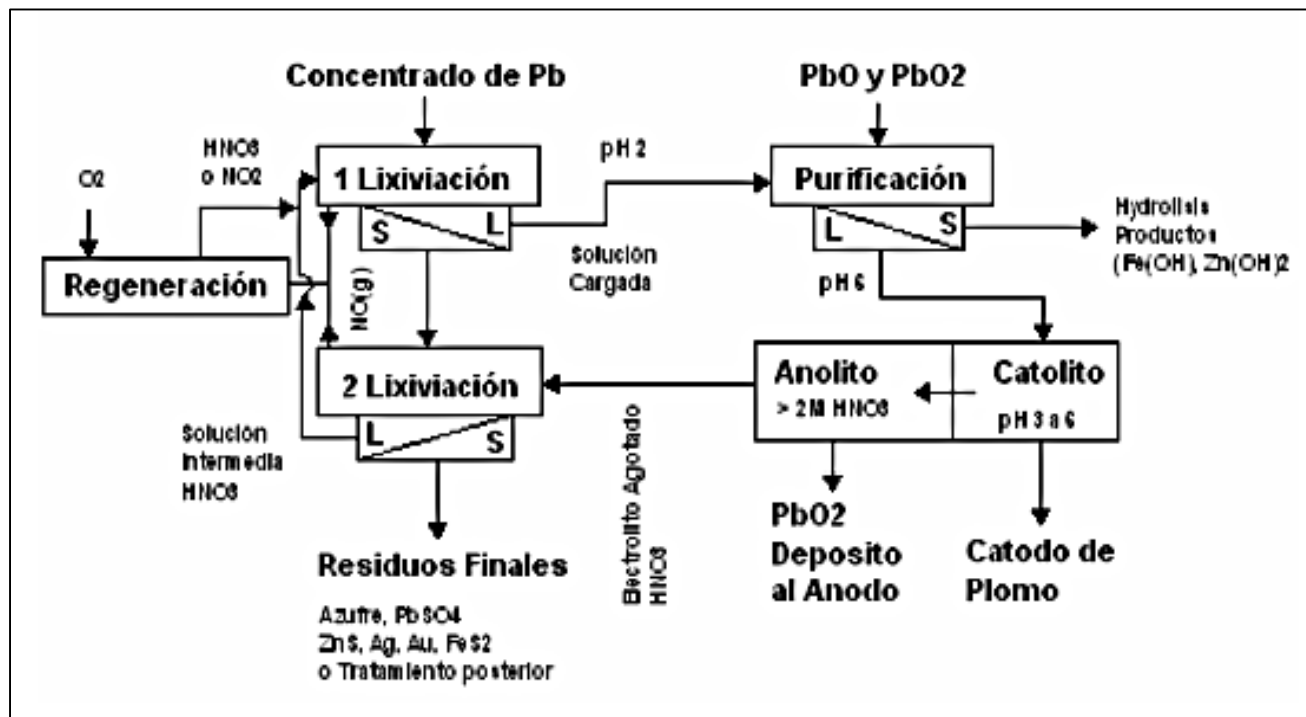 Concentrado de Pb
PbO y PbO2
HNO3
o NO2
pH 2
O2
1 Lixiviación
Purificación
S
L
L
S
Hydrolisis
Productos
(Fe(OH), Zn(OH)2
Solución
Cargada
Regeneración
pH 6
NO(g)
2 Lixiviación
Anolito
> 2M HNO3
Catolito
pH 3 a 6
L
S
Solución
Intermedia
HNO3
Electrolito Agotado
HNO3
PbO2
Deposito
al Anodo
Catodo de
Plomo
Residuos Finales
Azufre, PbSO4
ZnS, Ag, Au, FeS2
o Tratamiento posterior